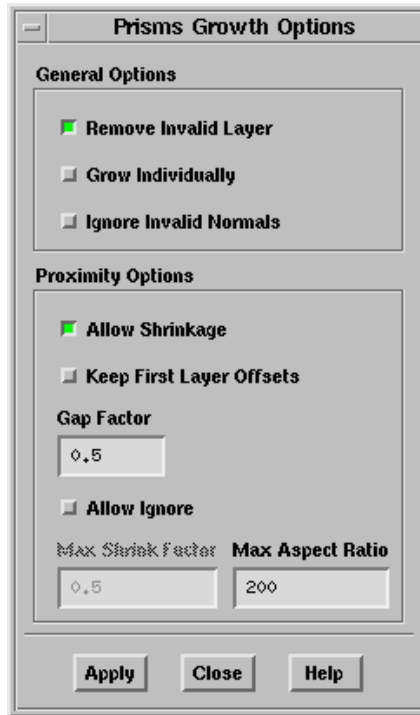 Prisms Growth Options
General Options
Remove Invalid Layer
Grow Individually
Ignore Invalid Normals
Proximity Options
Allow Shrinkage
Keep First Layer Offsets
Gap Factor
0.5
Allow Ignore
Max Shrink Factor Max Aspect Ratio
0.5 200
Apply Close Help